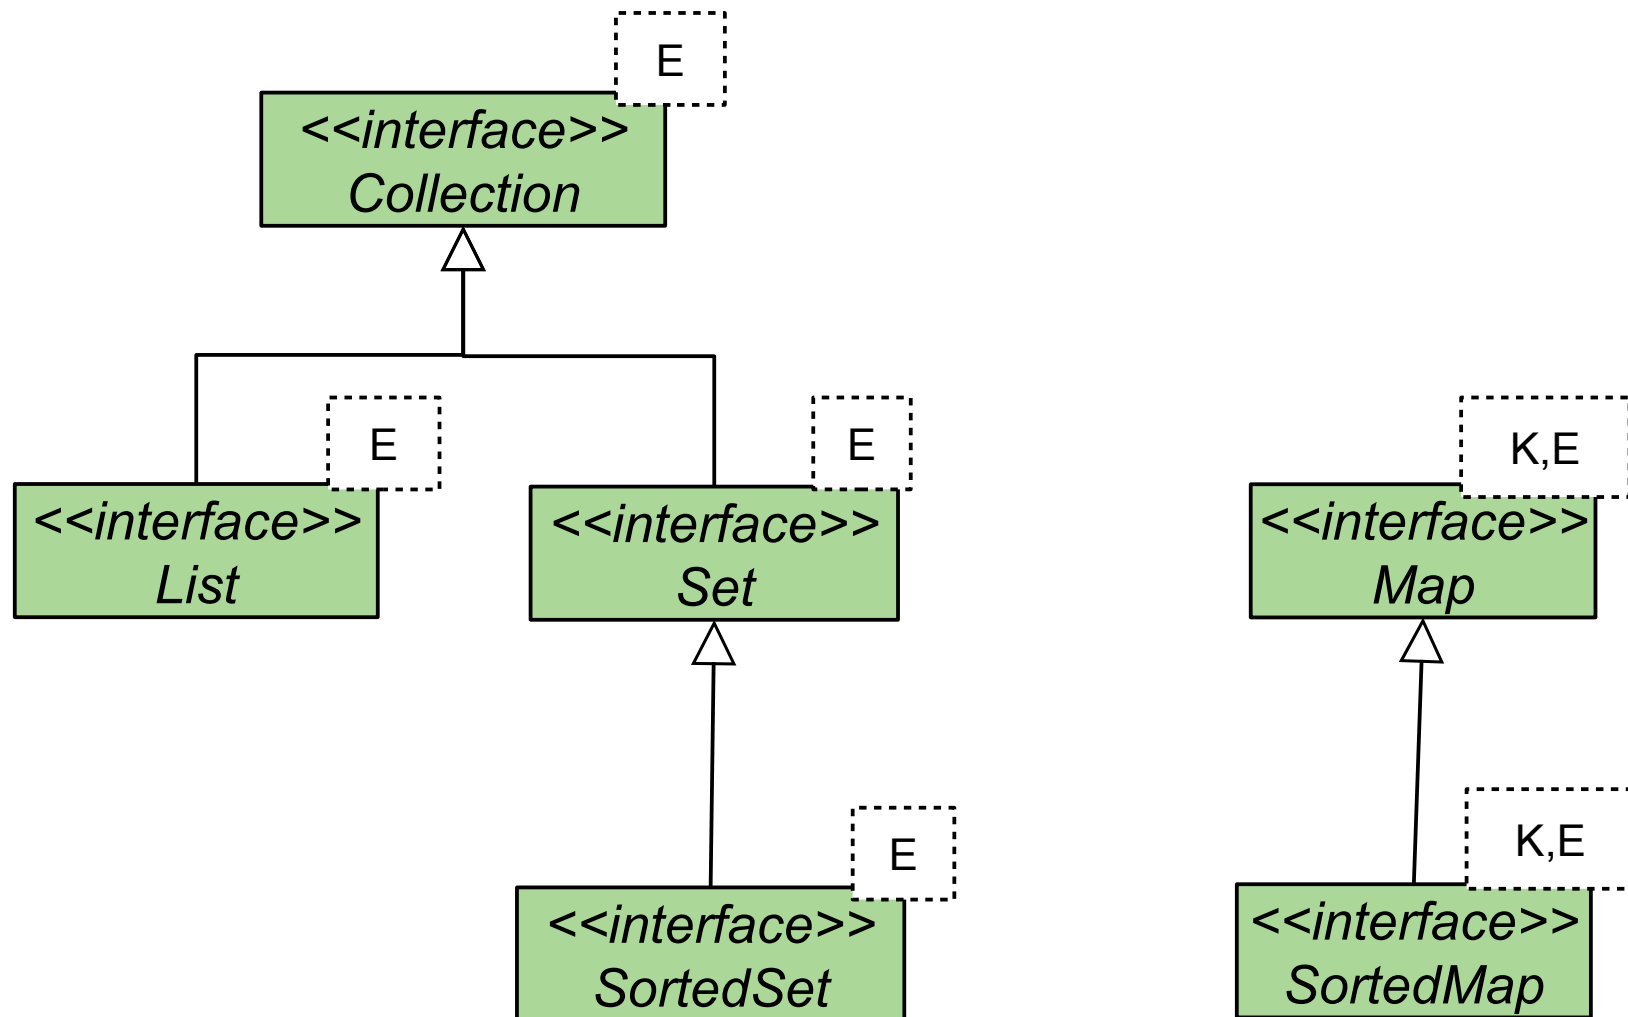 E
<<interface>>
Collection
E
<<interface>>
List
E
<<interface>>
Set
K,E
<<interface>>
Map
E
<<interface>>
SortedSet
K,E
<<interface>>
SortedMap